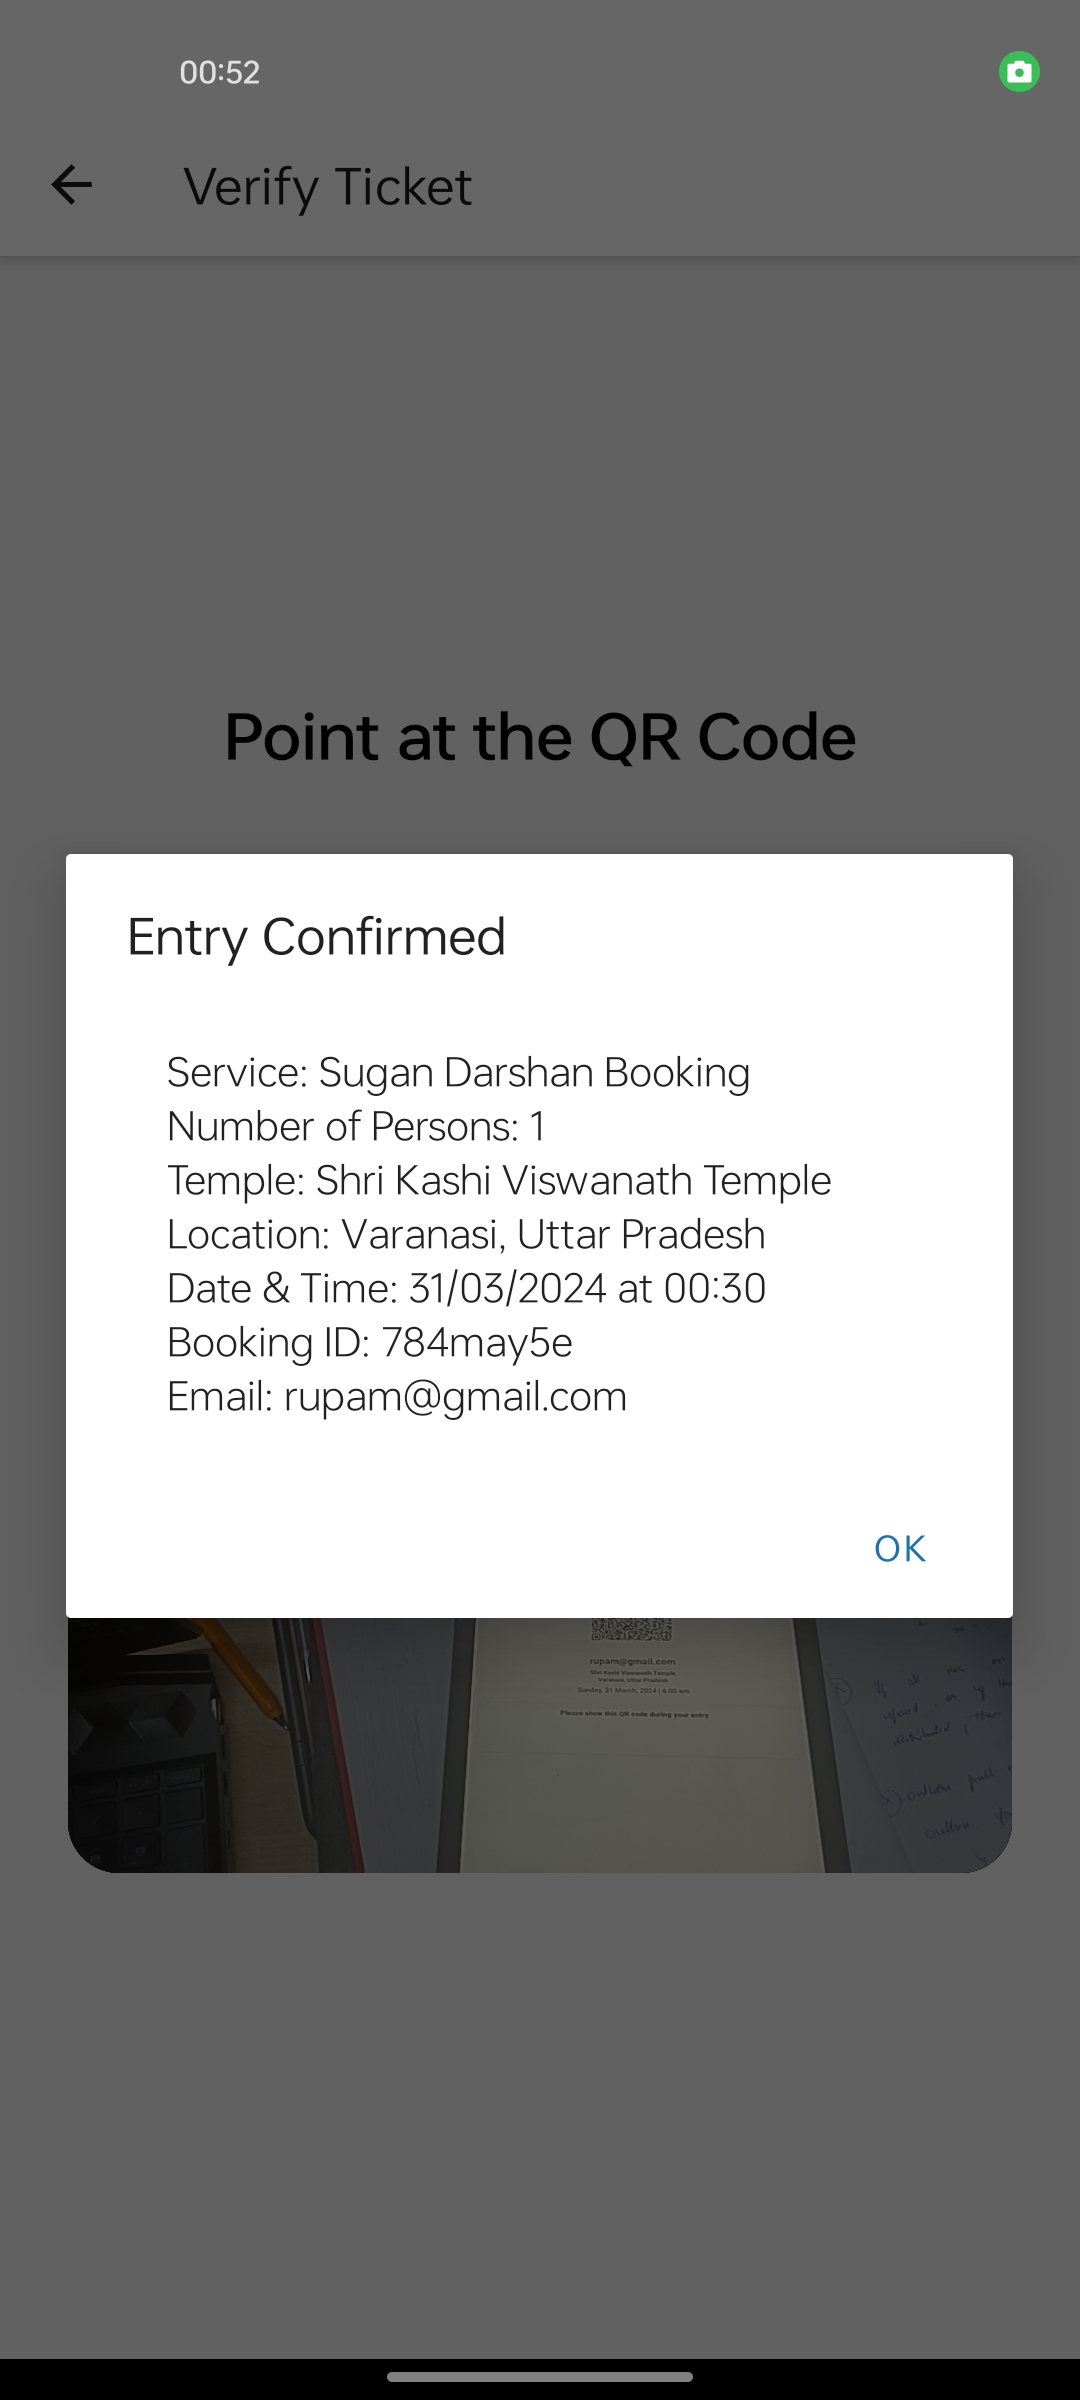 00:52
Verify Ticket
Point at the QR Code
Entry Confirmed
Service: Sugan Darshan Booking
Number of Persons: 1
Temple: Shri Kashi Viswanath Temple
Location: Varanasi, Uttar Pradesh
Date & Time: 31/03/2024 at 00:30
Booking ID: 784may5e
Email: rupam@gmail.com
OK
rupam@gmail.com
Shri Kashi Viswanath Temple
Varanasi, Uttar Pradesh
Sunday, 31 March, 2024 | 6:00 am
Please show this QR code during your entry